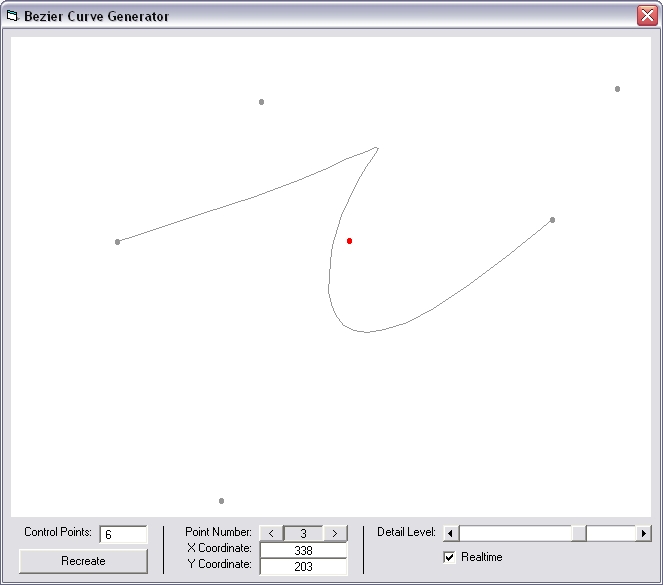 Bezier Curve Generator
Control Points: 6
Recreate
Point Number: < 3 >
X Coordinate: 338
Y Coordinate: 203
Detail Level:
Realtime